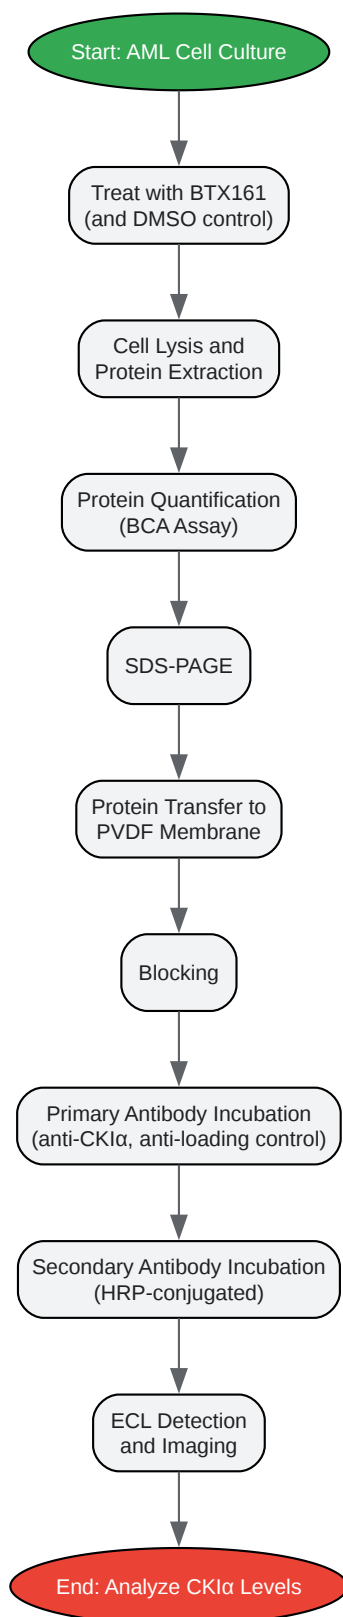 Start: AML Cell Culture
Treat with BTX161
(and DMSO control)
Cell Lysis and
Protein Extraction
Protein Quantification
(BCA Assay)
SDS-PAGE
Protein Transfer to
PVDF Membrane
Blocking
Primary Antibody Incubation
(anti-CKIα, anti-loading control)
Secondary Antibody Incubation
(HRP-conjugated)
ECL Detection
and Imaging
End: Analyze CKIα Levels